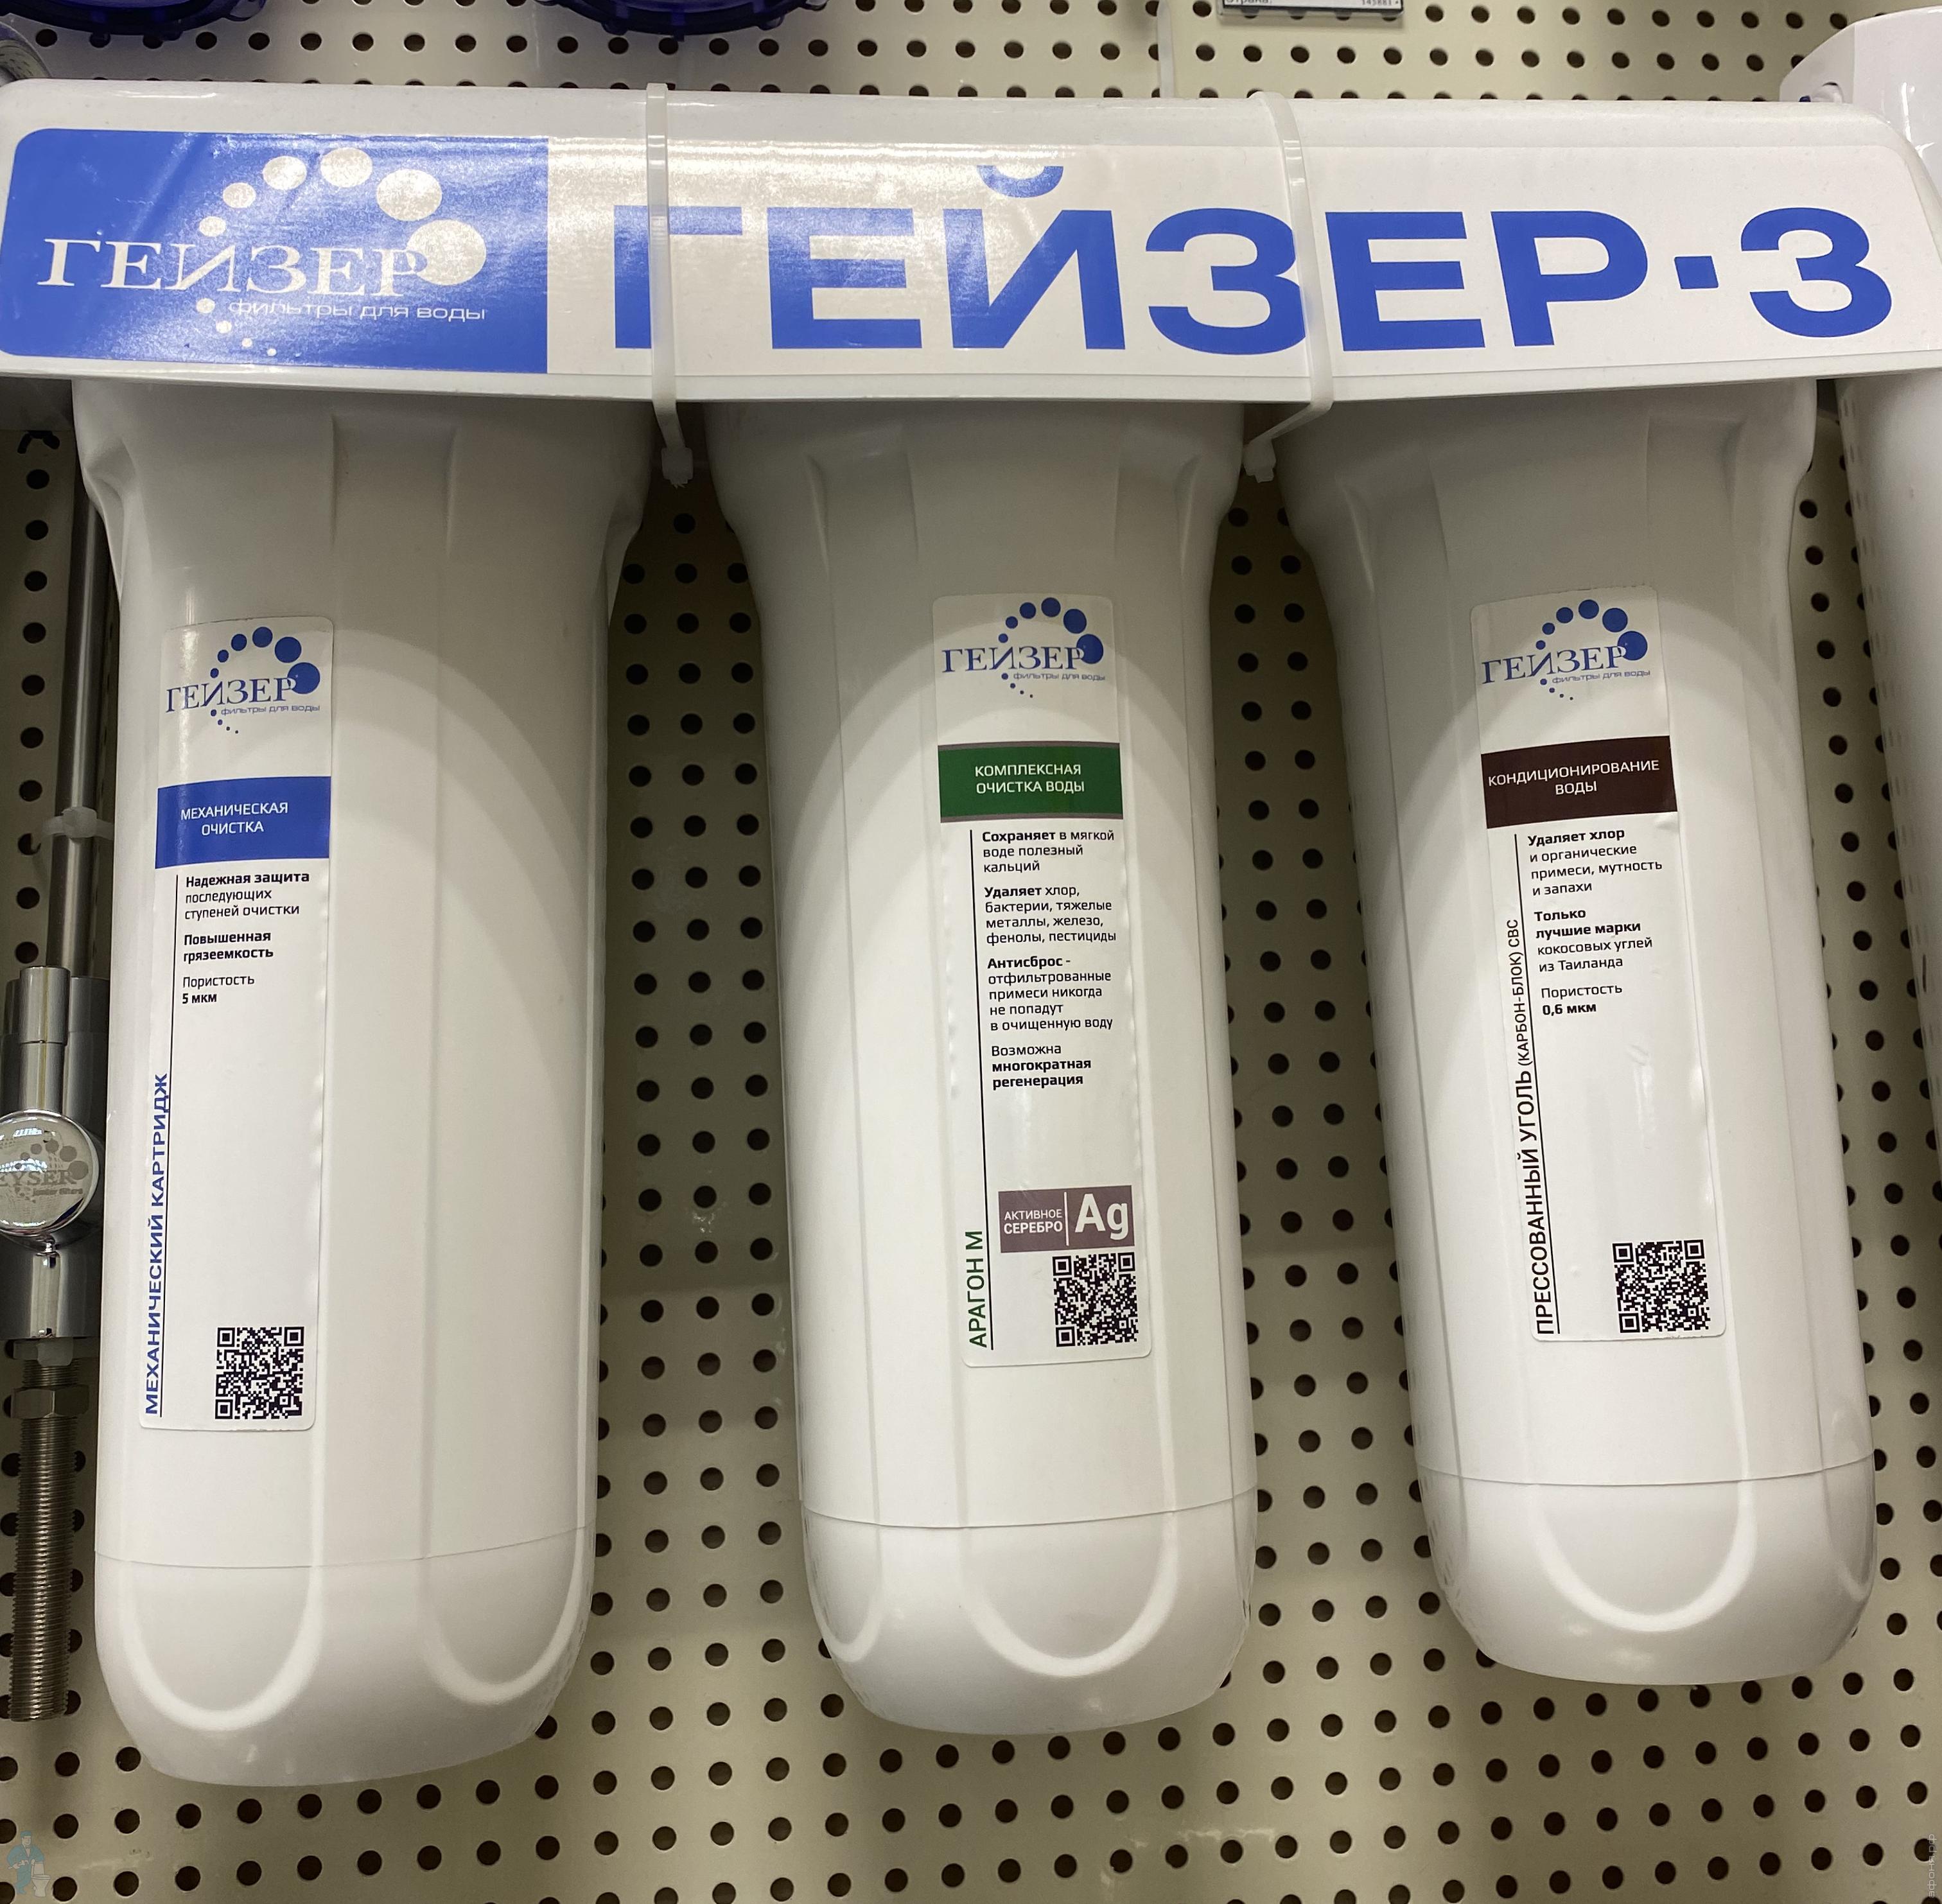 ГЕЙЗЕР
фильтры для воды
ГЕЙЗЕР·3
ГЕЙЗЕР
фильтры для воды
МЕХАНИЧЕСКАЯ
ОЧИСТКА
Надежная защита
последующих
ступеней очистки
Повышенная
грязеемкость
Пористость
5 мкм
МЕХАНИЧЕСКИЙ КАРТРИДЖ
ГЕЙЗЕР
фильтры для воды
КОМПЛЕКСНАЯ
ОЧИСТКА ВОДЫ
Сохраняет в мягкой
воде полезный
кальций
Удаляет хлор,
бактерии, тяжелые
металлы, железо,
фенолы, пестициды
Антисброс -
отфильтрованные
примеси никогда
не попадут
в очищенную воду
Возможна
многократная
регенерация
АКТИВНОЕ
СЕРЕБРО
Ag
АРАГОН М
ГЕЙЗЕР
фильтры для воды
КОНДИЦИОНИРОВАНИЕ
ВОДЫ
Удаляет хлор
и органические
примеси, мутность
и запахи
Только
лучшие марки
кокосовых углей
из Таиланда
Пористость
0,6 мкм
ПРЕССОВАННЫЙ УГОЛЬ (КАРБОН-БЛОК) СВС